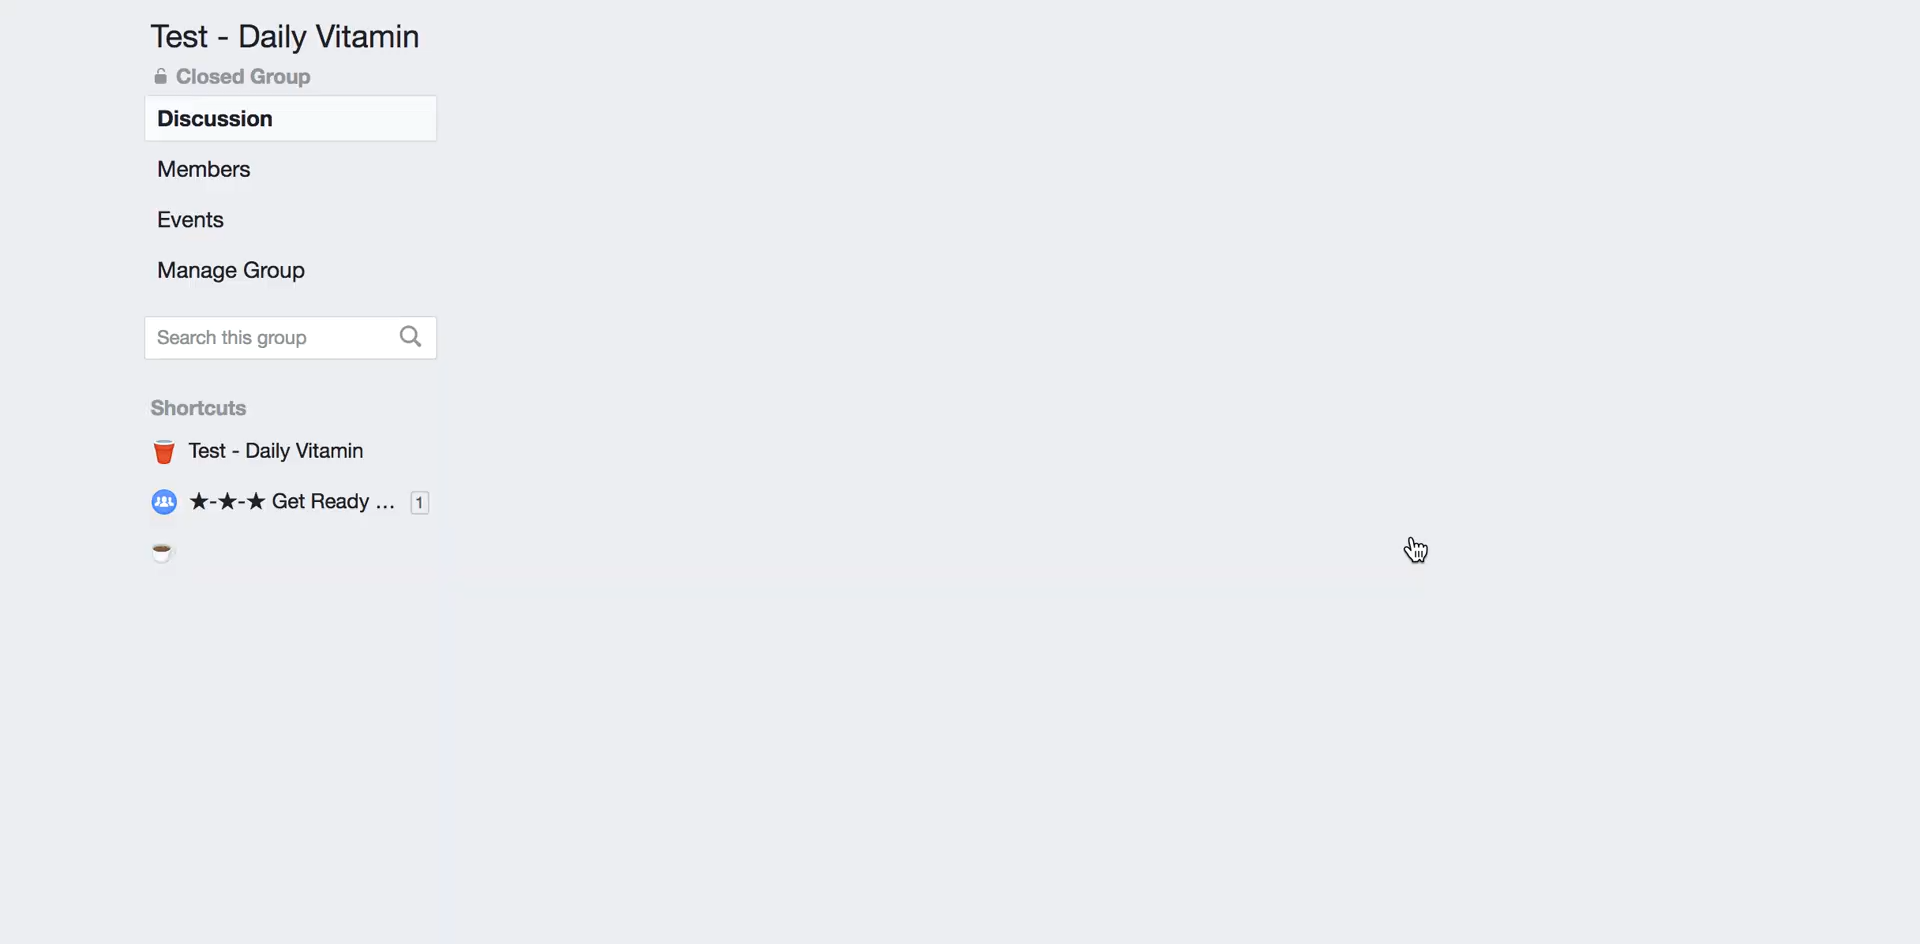 Test - Daily Vitamin
Closed Group
Discussion
Members
Events
Manage Group
Search this group
Shortcuts
Test - Daily Vitamin
★-★-★ Get Ready ... 1